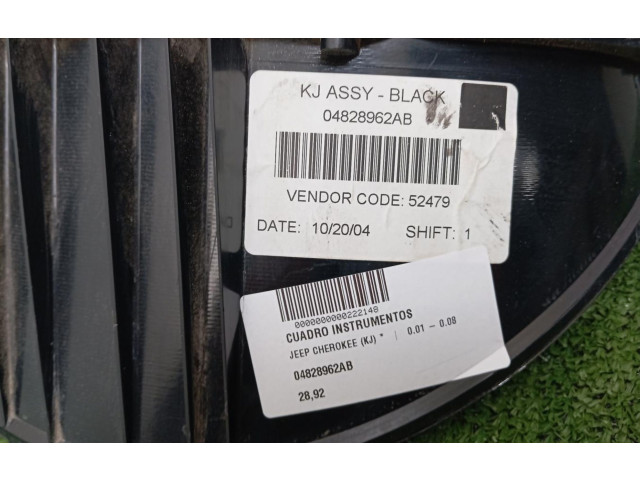 KJ ASSY - BLACK
04828962AB
VENDOR CODE: 52479
DATE: 10/20/04 SHIFT: 1
0000000000222148
CUADRO INSTRUMENTOS
JEEP CHEROKEE (KJ) * | 0.01 – 0.08
04828962AB
28,92